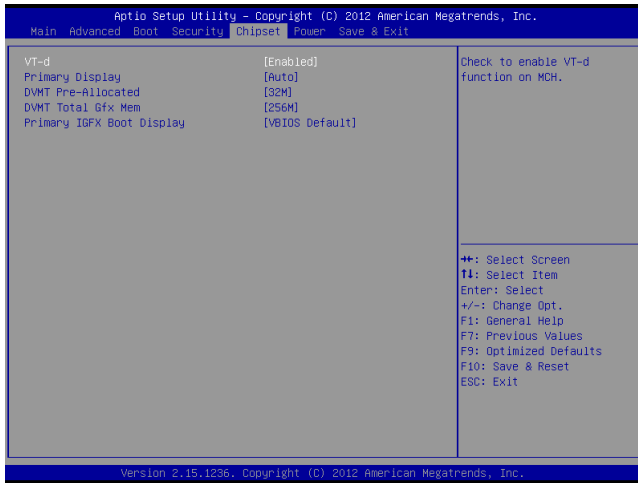 Aptio Setup Utility – Copyright (C) 2012 American Megatrends, Inc.
Main Advanced Boot Security Chipset Power Save & Exit
VT-d [Enabled]
Primary Display [Auto]
DVMT Pre-Allocated [32M]
DVMT Total Gfx Mem [256M]
Primary IGFX Boot Display [VBIOS Default]
Check to enable VT-d
function on MCH.
→←: Select Screen
↑↓: Select Item
Enter: Select
+/-: Change Opt.
F1: General Help
F7: Previous Values
F9: Optimized Defaults
F10: Save & Reset
ESC: Exit
Version 2.15.1236. Copyright (C) 2012 American Megatrends, Inc.